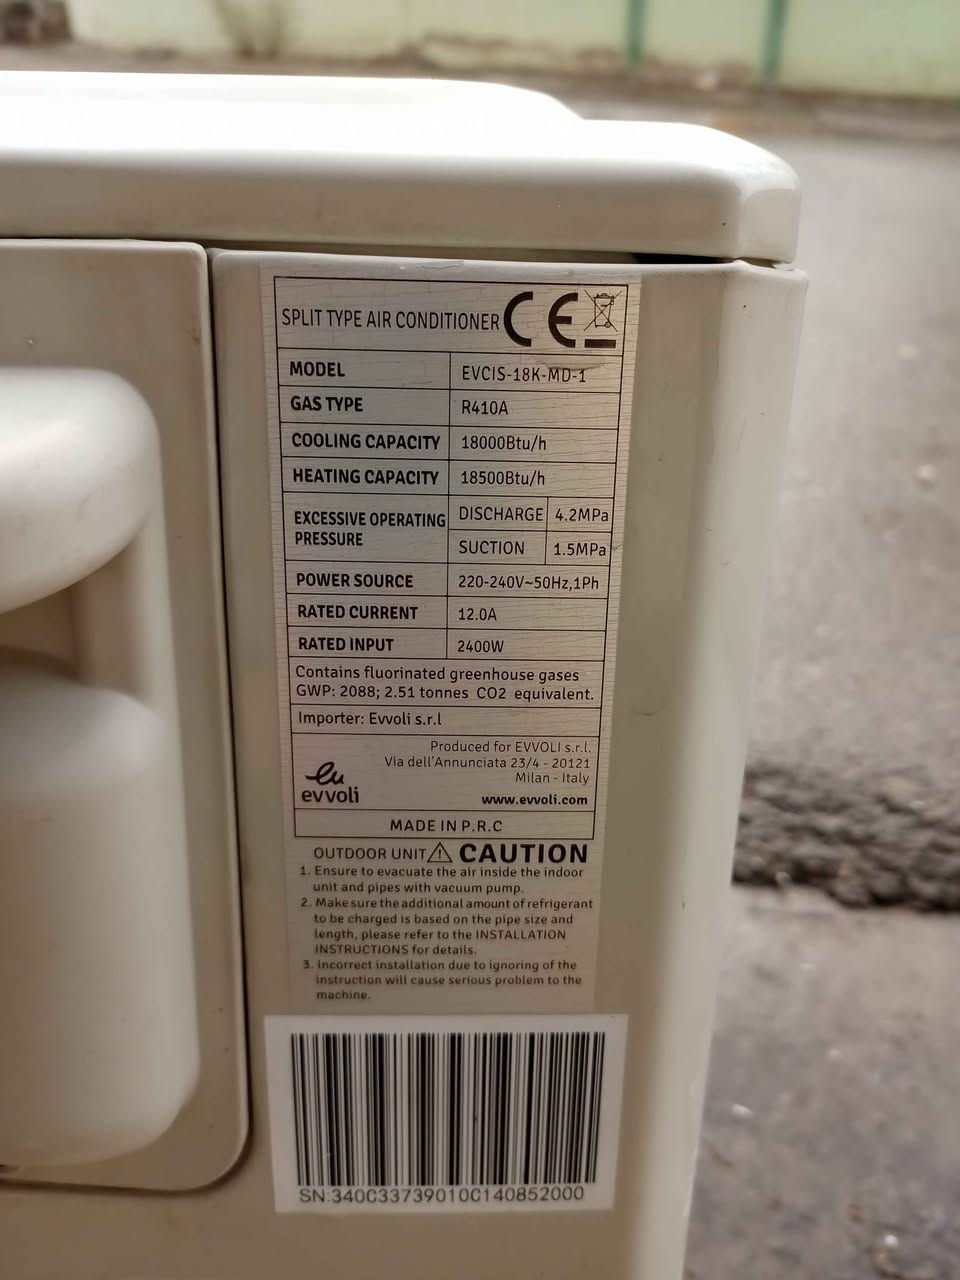 SPLIT TYPE AIR CONDITIONER CE
MODEL EVCIS-18K-MD-1
GAS TYPE R410A
COOLING CAPACITY 18000Btu/h
HEATING CAPACITY 18500Btu/h
EXCESSIVE OPERATING PRESSURE DISCHARGE 4.2MPa
SUCTION 1.5MPa
POWER SOURCE 220-240V~50Hz,1Ph
RATED CURRENT 12.0A
RATED INPUT 2400W
Contains fluorinated greenhouse gases
GWP: 2088; 2.51 tonnes CO2 equivalent.
Importer: Evvoli s.r.l
Produced for EVVOLI s.r.l.
Via dell'Annunciata 23/4 - 20121
Milan - Italy
eu
evvoli
www.evvoli.com
MADE IN P.R.C
OUTDOOR UNIT CAUTION
1. Ensure to evacuate the air inside the indoor
unit and pipes with vacuum pump.
2. Make sure the additional amount of refrigerant
to be charged is based on the pipe size and
length, please refer to the INSTALLATION
INSTRUCTIONS for details.
3. Incorrect installation due to ignoring of the
instruction will cause serious problem to the
machine.
SN:340C33739010C140852000